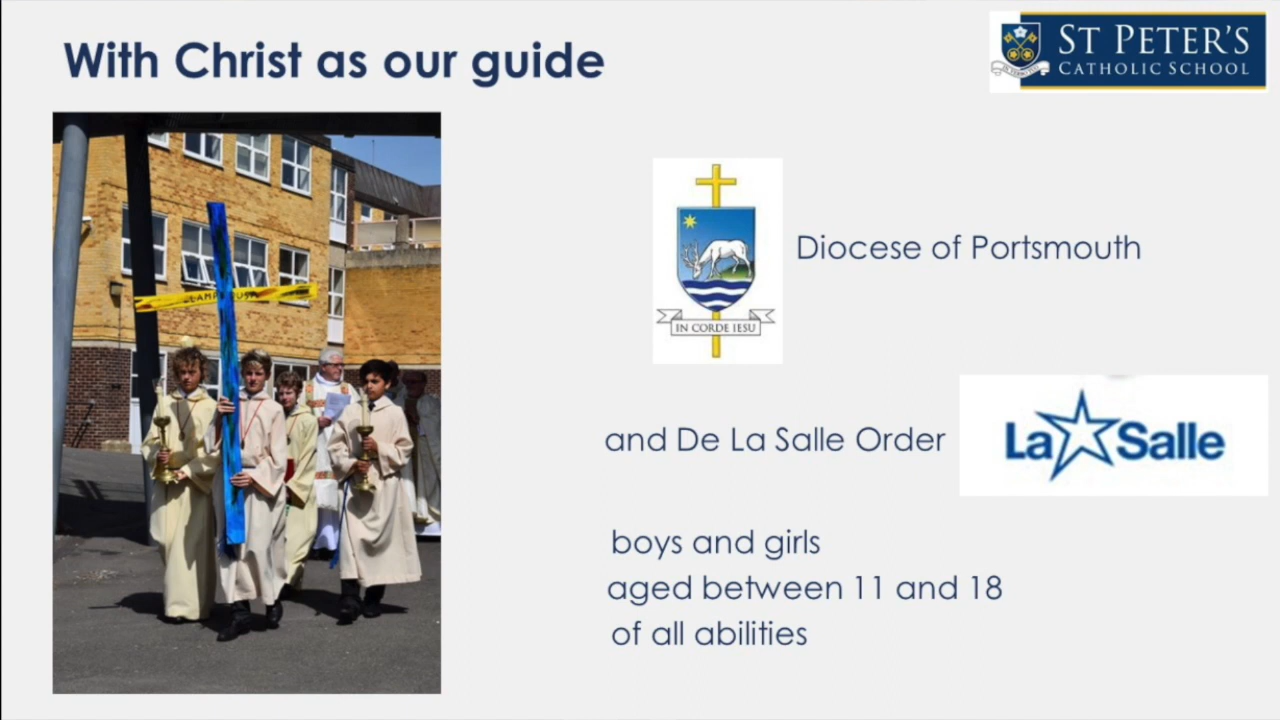 With Christ as our guide
ST PETER'S
CATHOLIC SCHOOL
Diocese of Portsmouth
IN CORDE IESU
and De La Salle Order
La Salle
boys and girls
aged between 11 and 18
of all abilities